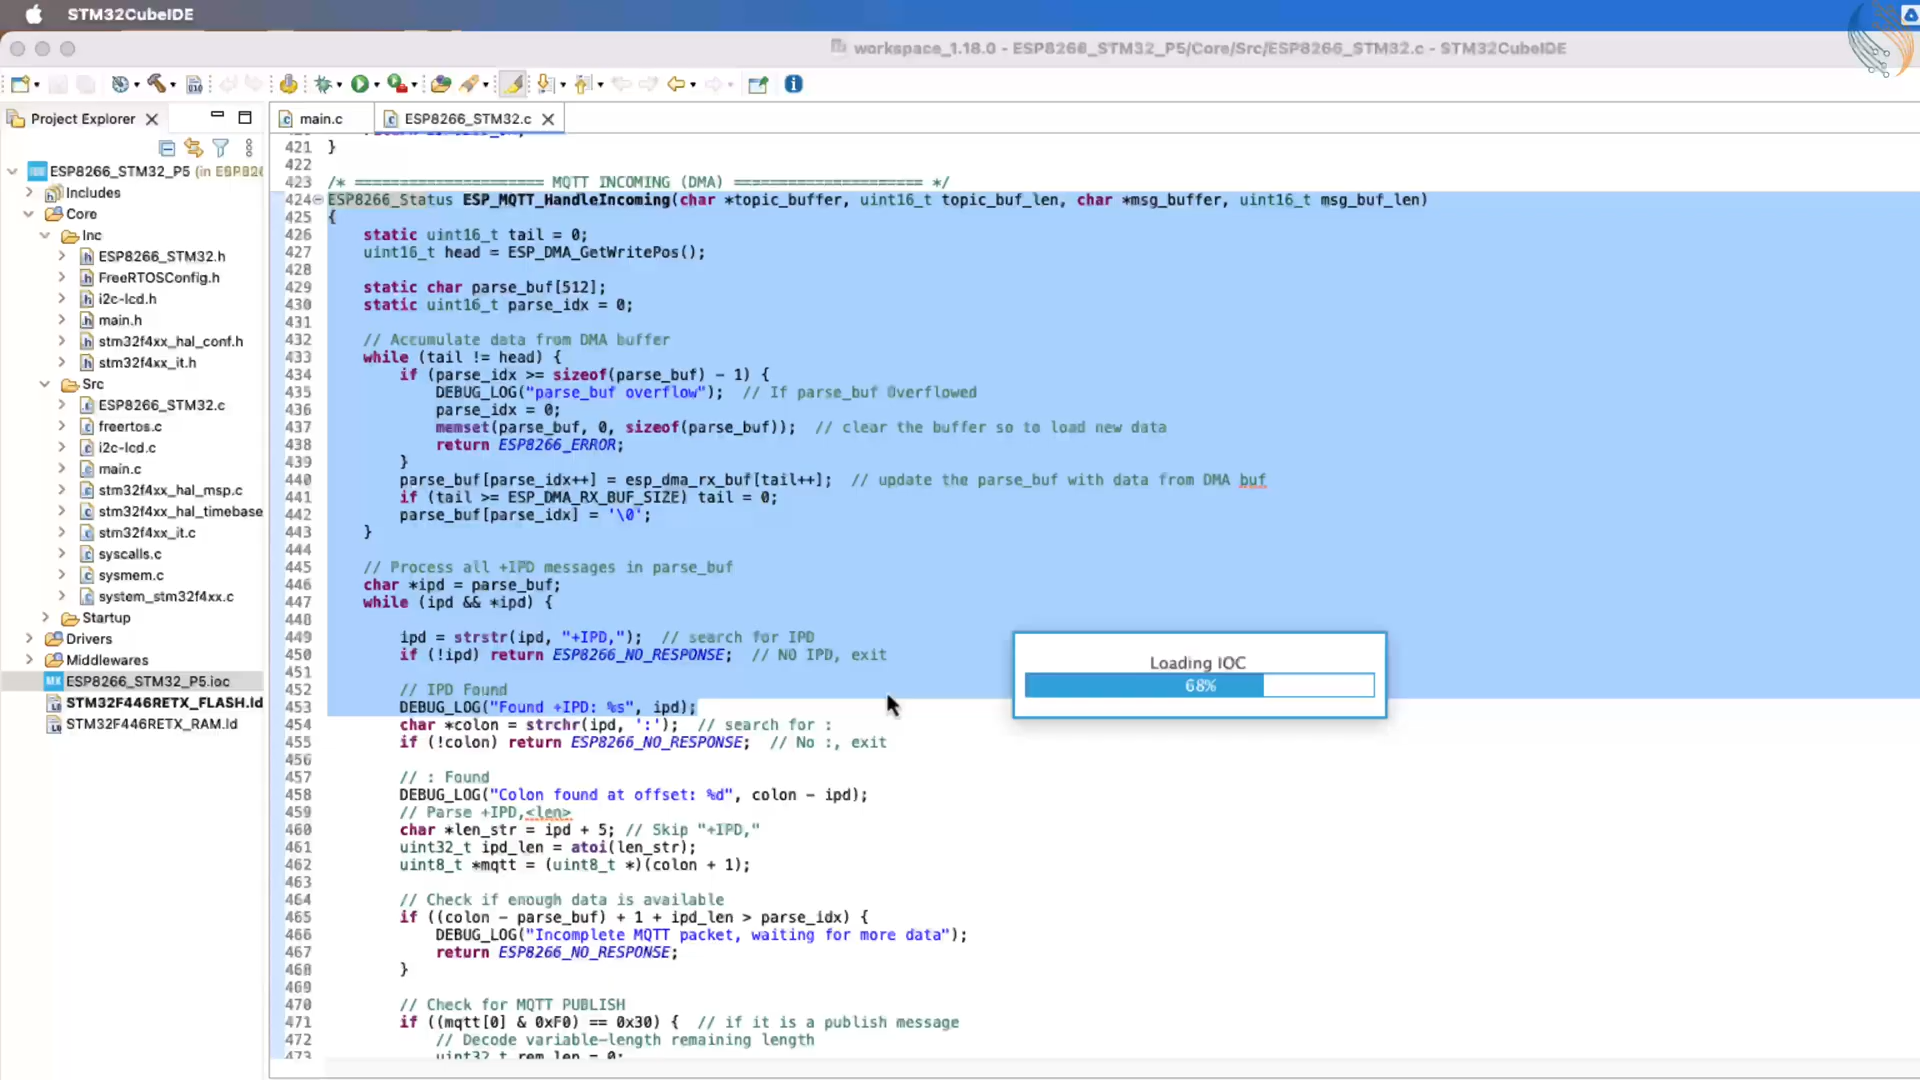 STM32CubeIDE
workspace_1.18.0 - ESP8266_STM32_P5/Core/Src/ESP8266_STM32.c - STM32CubeIDE
Project Explorer
ESP8266_STM32_P5 (in ESP826
Includes
Core
Inc
ESP8266_STM32.h
FreeRTOSConfig.h
i2c-lcd.h
main.h
stm32f4xx_hal_conf.h
stm32f4xx_it.h
Src
ESP8266_STM32.c
freertos.c
i2c-lcd.c
main.c
stm32f4xx_hal_msp.c
stm32f4xx_hal_timebase
stm32f4xx_it.c
syscalls.c
sysmem.c
system_stm32f4xx.c
Startup
Drivers
Middlewares
ESP8266_STM32_P5.ioc
STM32F446RETX_FLASH.ld
STM32F446RETX_RAM.ld
main.c
ESP8266_STM32.c
421 }
422
423 /* ===================== MQTT INCOMING (DMA) ===================== */
424 ESP8266_Status ESP_MQTT_HandleIncoming(char *topic_buffer, uint16_t topic_buf_len, char *msg_buffer, uint16_t msg_buf_len)
425 {
426 static uint16_t tail = 0;
427 uint16_t head = ESP_DMA_GetWritePos();
428
429 static char parse_buf[512];
430 static uint16_t parse_idx = 0;
431
432 // Accumulate data from DMA buffer
433 while (tail != head) {
434 if (parse_idx >= sizeof(parse_buf) - 1) {
435 DEBUG_LOG("parse_buf overflow"); // If parse_buf Overflowed
436 parse_idx = 0;
437 memset(parse_buf, 0, sizeof(parse_buf)); // clear the buffer so to load new data
438 return ESP8266_ERROR;
439 }
440 parse_buf[parse_idx++] = esp_dma_rx_buf[tail++]; // update the parse_buf with data from DMA buf
441 if (tail >= ESP_DMA_RX_BUF_SIZE) tail = 0;
442 parse_buf[parse_idx] = '\0';
443 }
444
445 // Process all +IPD messages in parse_buf
446 char *ipd = parse_buf;
447 while (ipd && *ipd) {
448
449 ipd = strstr(ipd, "+IPD,"); // search for IPD
450 if (!ipd) return ESP8266_NO_RESPONSE; // NO IPD, exit
451
452 // IPD Found
453 DEBUG_LOG("Found +IPD: %s", ipd);
454 char *colon = strchr(ipd, ':'); // search for :
455 if (!colon) return ESP8266_NO_RESPONSE; // No :, exit
456
457 // : Found
458 DEBUG_LOG("Colon found at offset: %d", colon - ipd);
459 // Parse +IPD,<len>
460 char *len_str = ipd + 5; // Skip "+IPD,"
461 uint32_t ipd_len = atoi(len_str);
462 uint8_t *mqtt = (uint8_t *)(colon + 1);
463
464 // Check if enough data is available
465 if ((colon - parse_buf) + 1 + ipd_len > parse_idx) {
466 DEBUG_LOG("Incomplete MQTT packet, waiting for more data");
467 return ESP8266_NO_RESPONSE;
468 }
469
470 // Check for MQTT PUBLISH
471 if ((mqtt[0] & 0xF0) == 0x30) { // if it is a publish message
472 // Decode variable-length remaining length
473 uint32_t rem_len = 0;
Loading IOC
68%